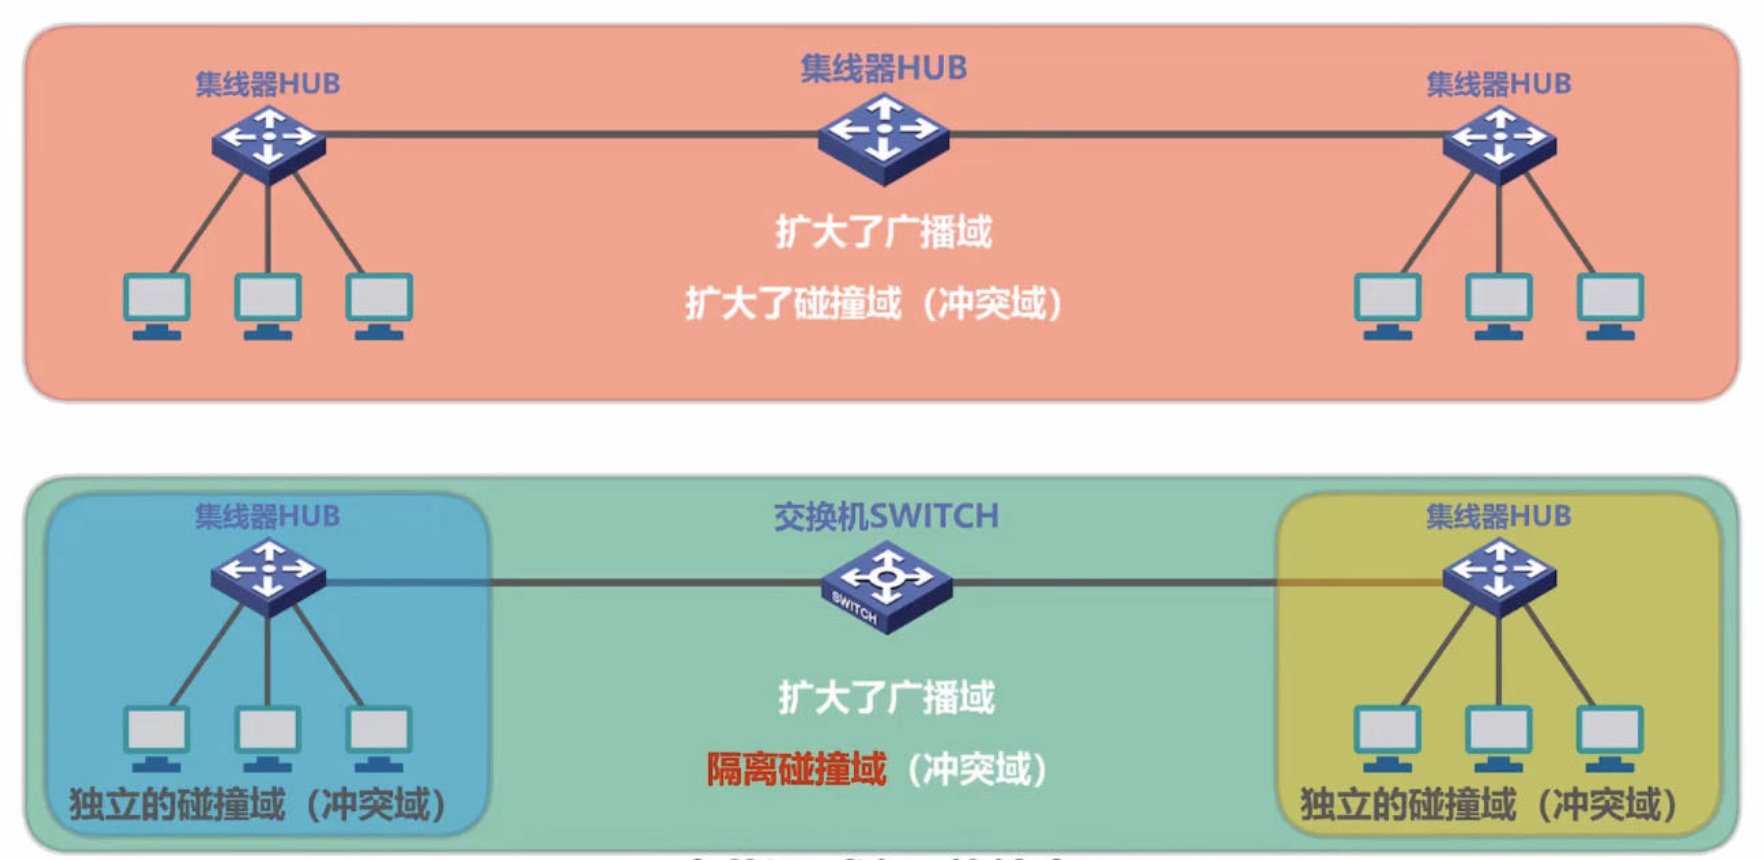 集线器HUB
集线器HUB
集线器HUB
扩大了广播域
扩大了碰撞域（冲突域）
集线器HUB
交换机SWITCH
集线器HUB
SWITCH
扩大了广播域
隔离碰撞域（冲突域）
独立的碰撞域（冲突域）
独立的碰撞域（冲突域）